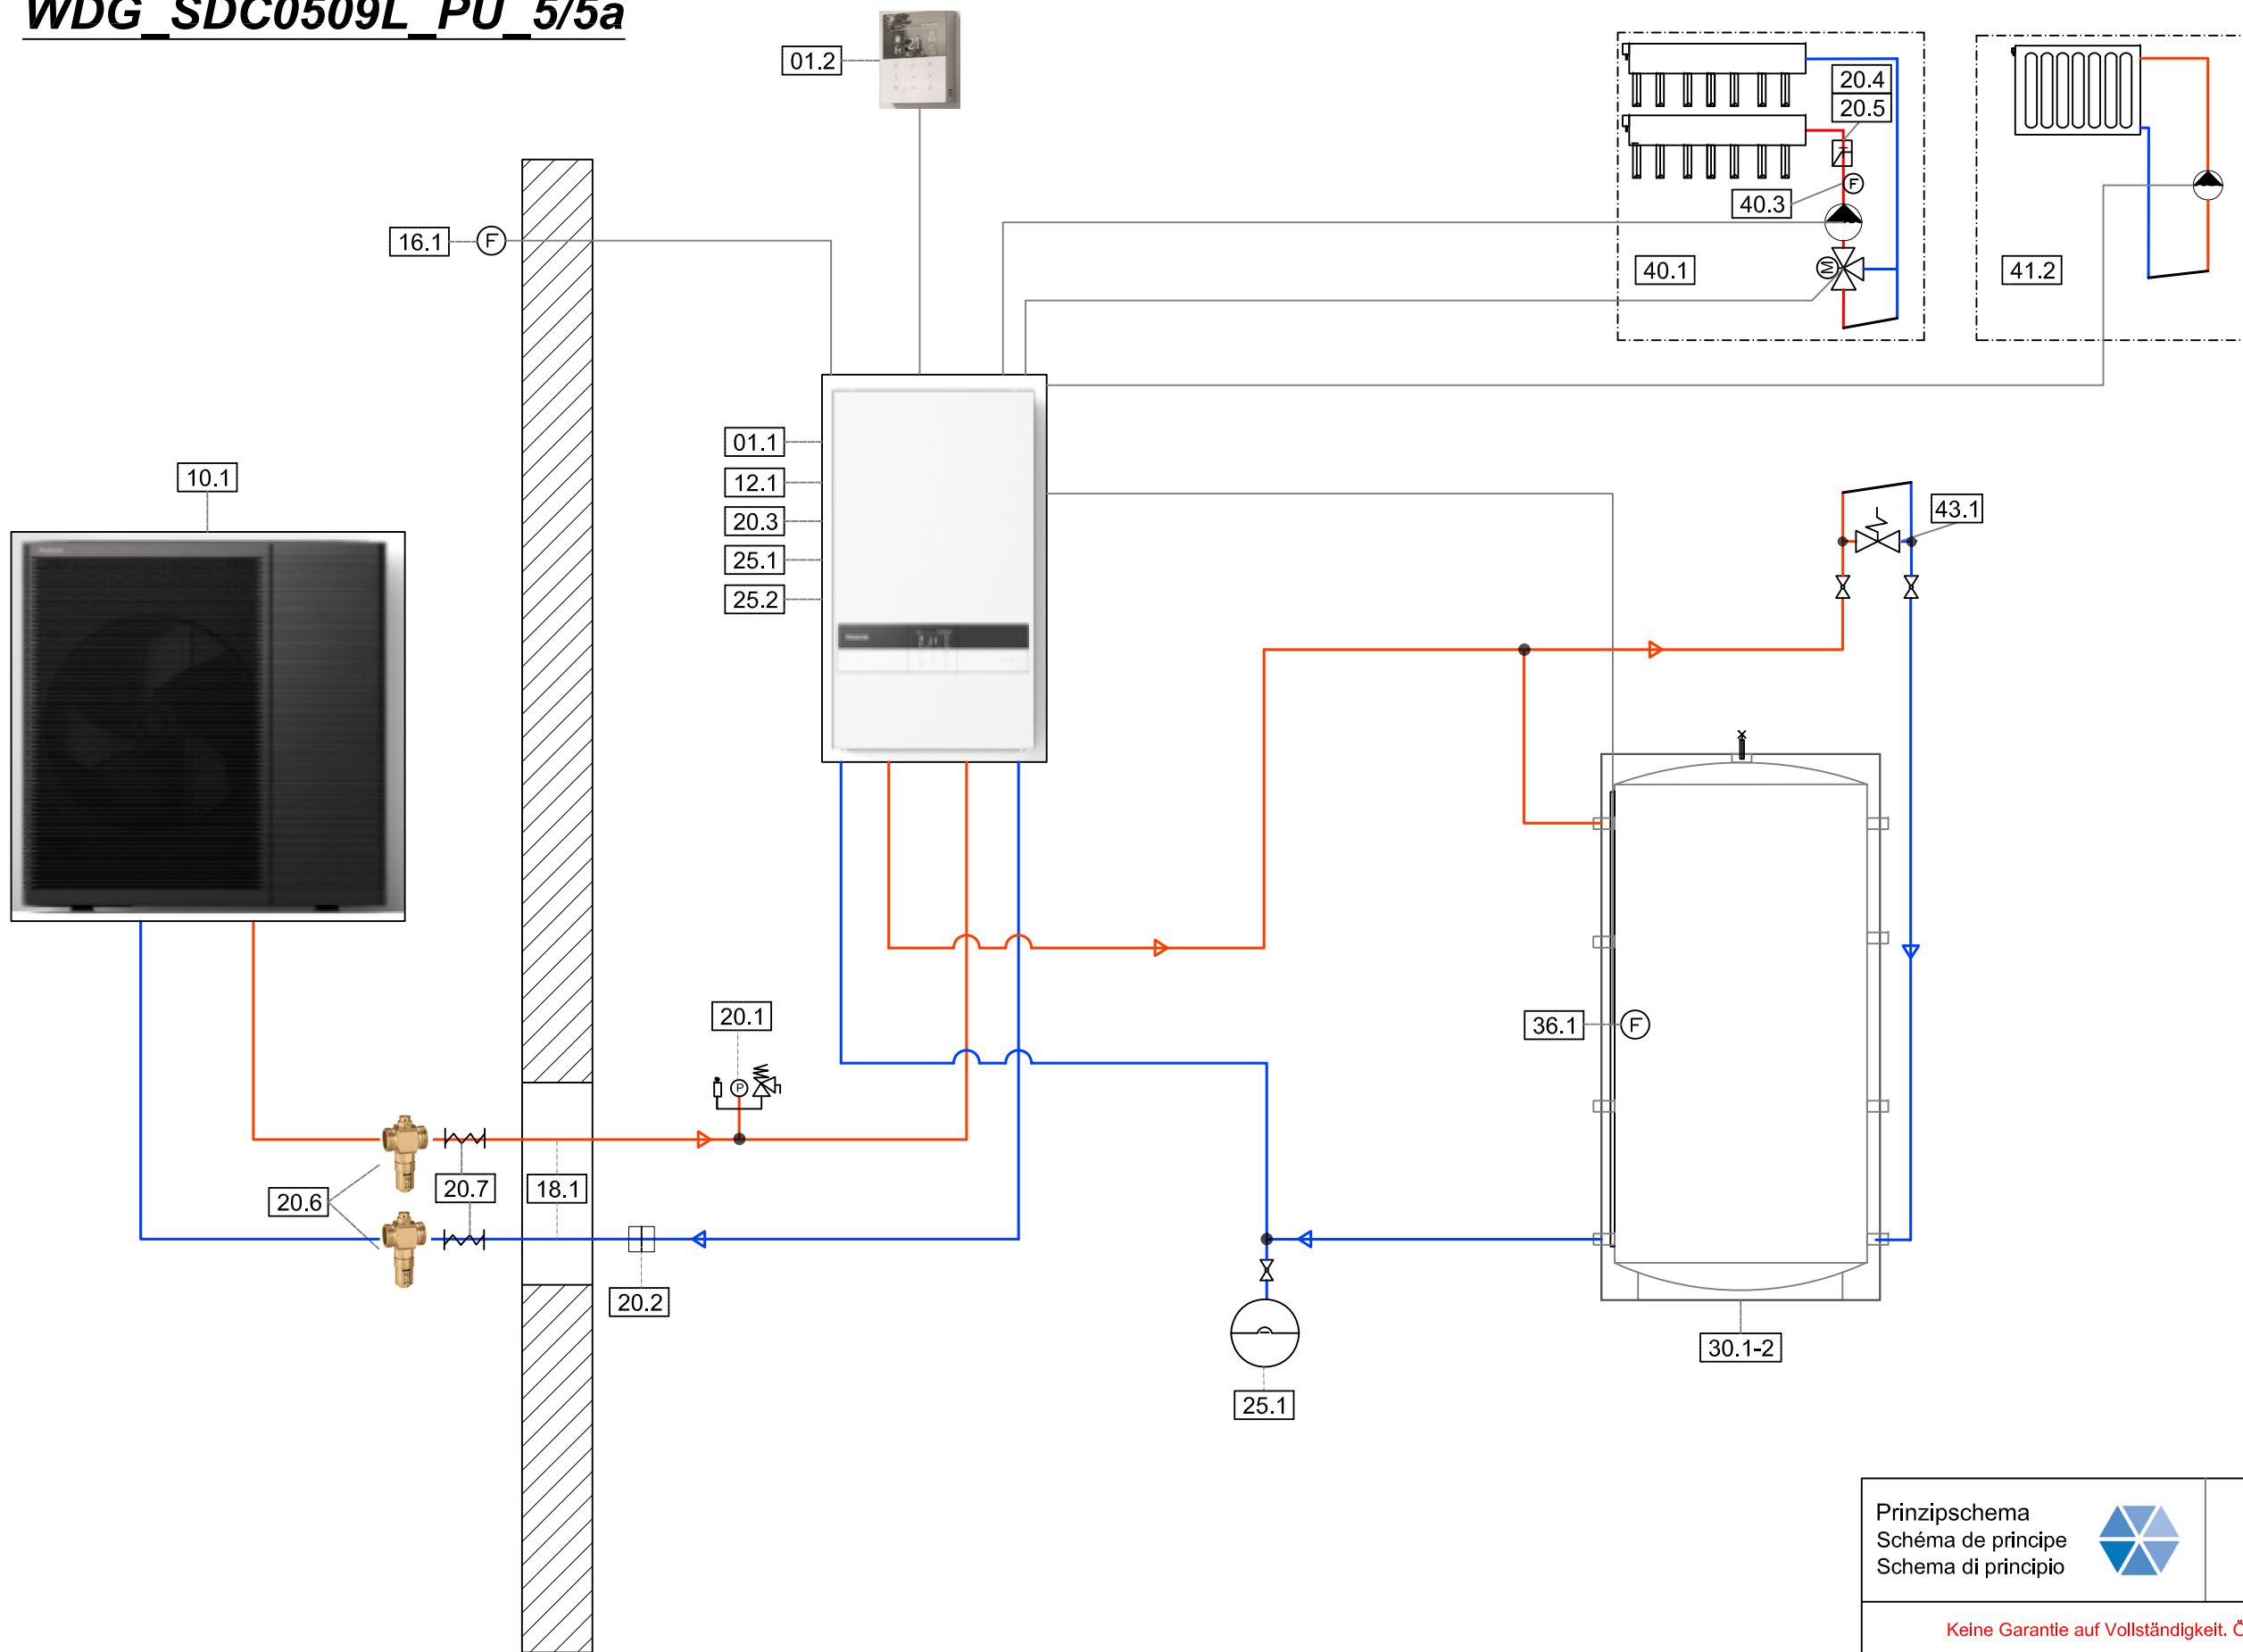 WDG_SDC0509L_PU_5/5a
01.2
20.4
20.5
40.3
F
16.1
F
40.1
M
41.2
01.1
12.1
20.3
25.1
25.2
10.1
43.1
20.1
P
36.1
F
20.6
20.7
18.1
20.2
30.1-2
25.1
Prinzipschema
Schéma de principe
Schema di principio
Keine Garantie auf Vollständigkeit.